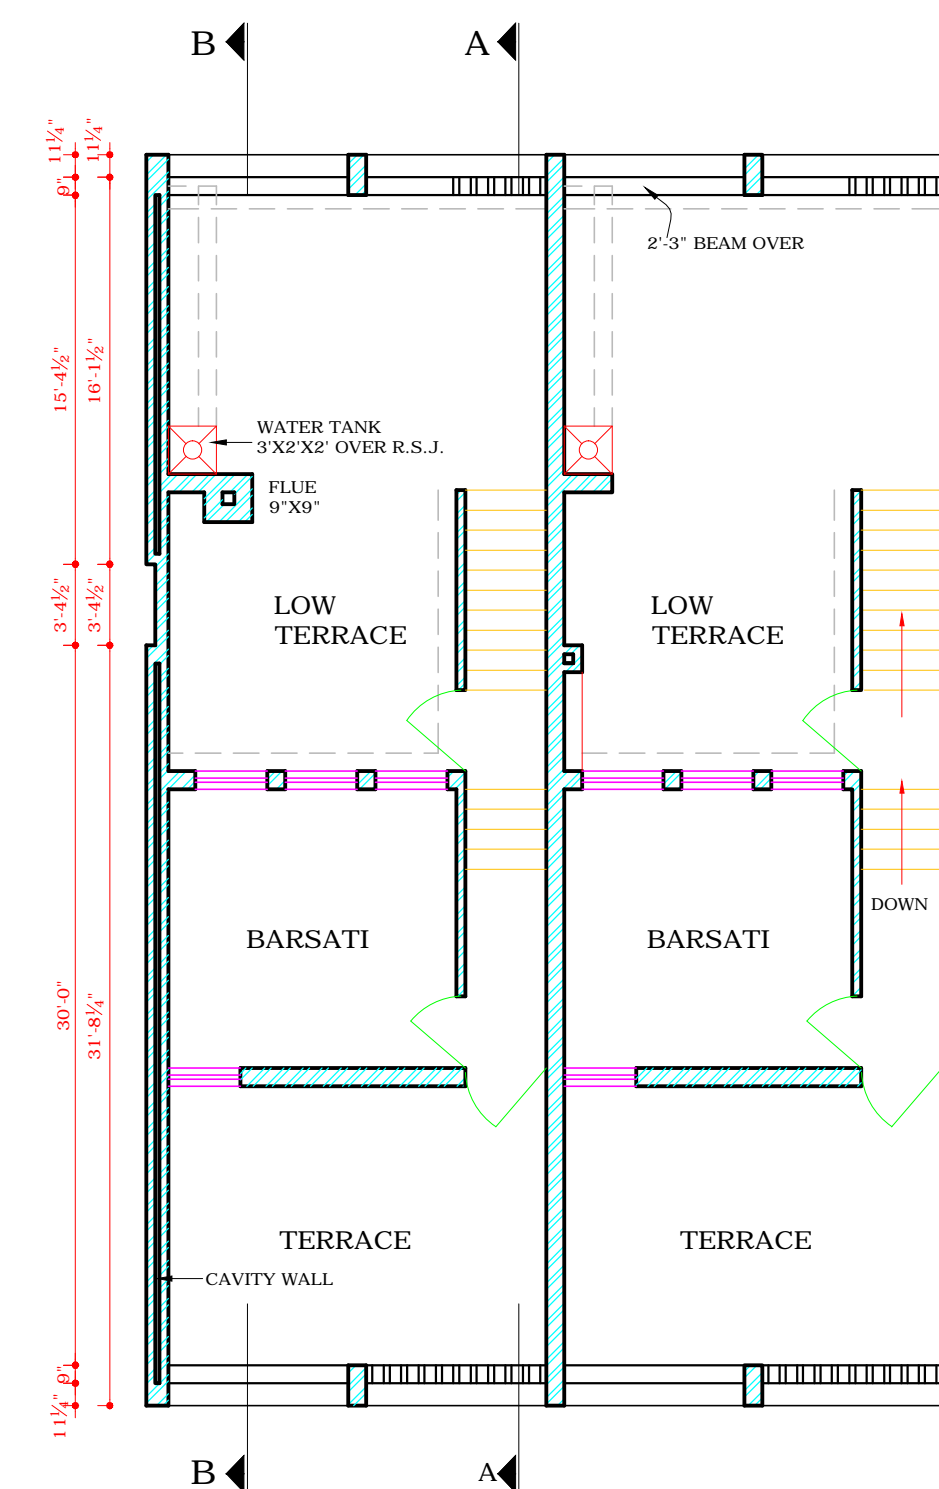 B
A
11¼"
11¼"
9"
2'-3" BEAM OVER
15'-4½"
16'-1½"
WATER TANK
3'X2'X2' OVER R.S.J.
FLUE
9"X9"
3'-4½"
3'-4½"
LOW
TERRACE
LOW
TERRACE
DOWN
BARSATI
BARSATI
30'-0"
31'-8¼"
TERRACE
TERRACE
CAVITY WALL
9"
11¼"
B
A